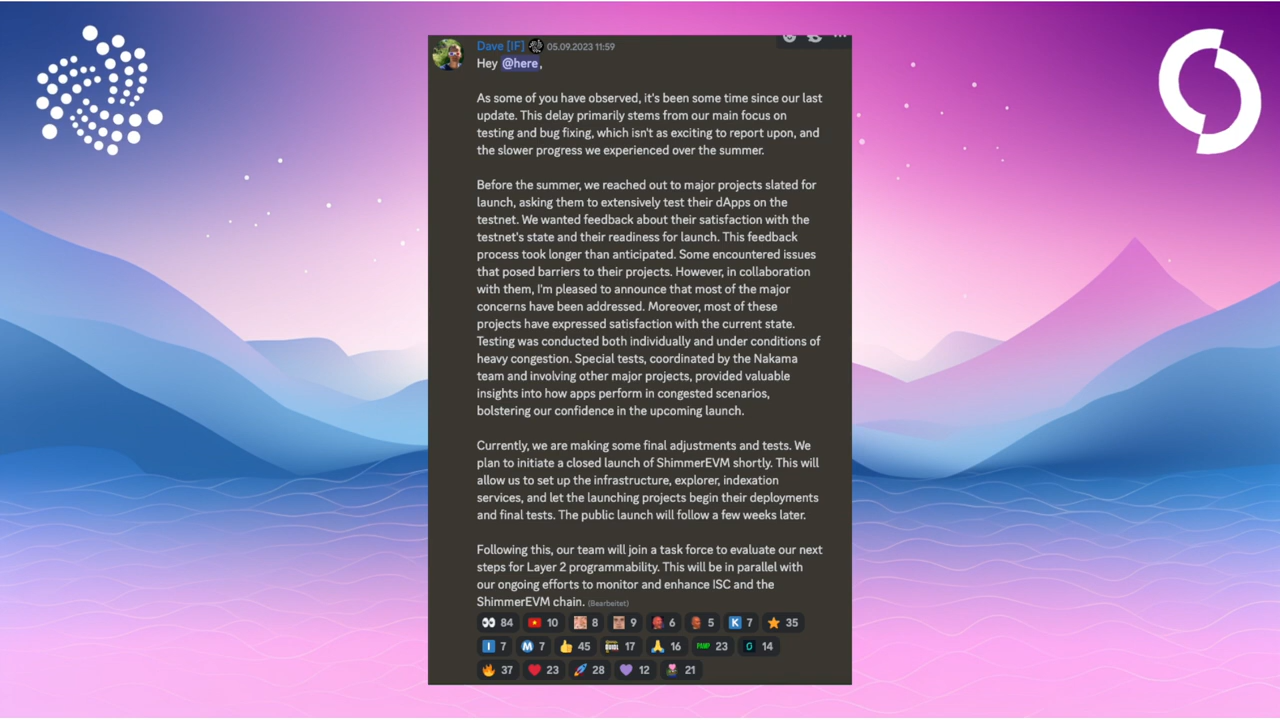 Dave [IF] 05.09.2023 11:59
Hey @here,
As some of you have observed, it's been some time since our last
update. This delay primarily stems from our main focus on
testing and bug fixing, which isn't as exciting to report upon, and
the slower progress we experienced over the summer.
Before the summer, we reached out to major projects slated for
launch, asking them to extensively test their dApps on the
testnet. We wanted feedback about their satisfaction with the
testnet's state and their readiness for launch. This feedback
process took longer than anticipated. Some encountered issues
that posed barriers to their projects. However, in collaboration
with them, I'm pleased to announce that most of the major
concerns have been addressed. Moreover, most of these
projects have expressed satisfaction with the current state.
Testing was conducted both individually and under conditions of
heavy congestion. Special tests, coordinated by the Nakama
team and involving other major projects, provided valuable
insights into how apps perform in congested scenarios,
bolstering our confidence in the upcoming launch.
Currently, we are making some final adjustments and tests. We
plan to initiate a closed launch of ShimmerEVM shortly. This will
allow us to set up the infrastructure, explorer, indexation
services, and let the launching projects begin their deployments
and final tests. The public launch will follow a few weeks later.
Following this, our team will join a task force to evaluate our next
steps for Layer 2 programmability. This will be in parallel with
our ongoing efforts to monitor and enhance ISC and the
ShimmerEVM chain. (Bearbeitet)
84 10 8 9 6 5 K 7 35
I 7 M 7 45 17 16 23 14
37 23 28 12 21